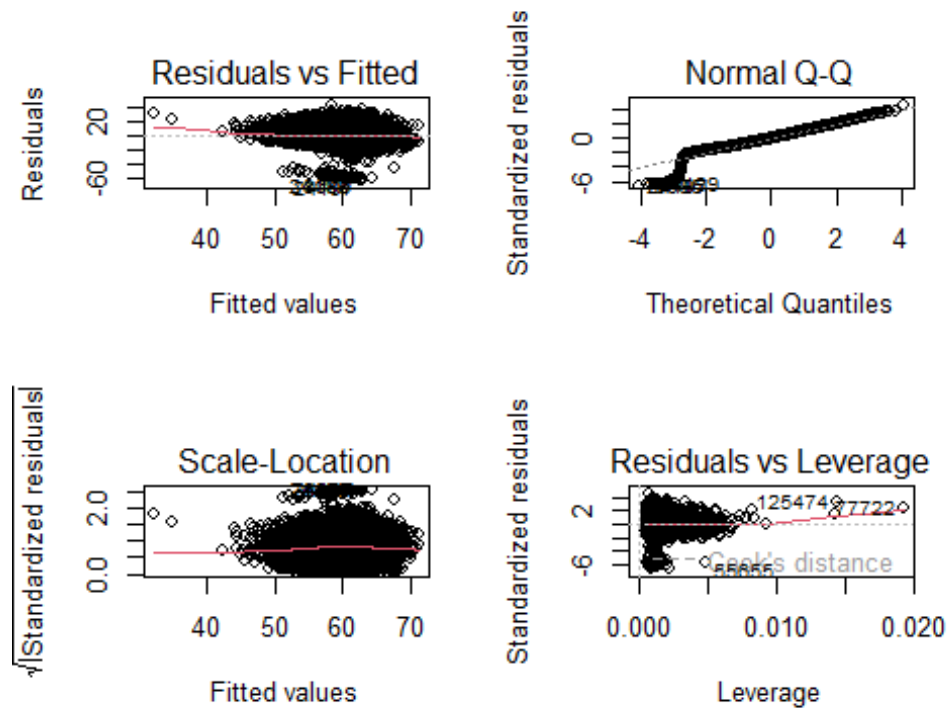 Residuals vs Fitted
Residuals
20
-60
40 50 60 70
Fitted values
Normal Q-Q
Standardized residuals
0
-6
-4 -2 0 2 4
Theoretical Quantiles
Scale-Location
√|Standardized residuals|
2.0
0.0
40 50 60 70
Fitted values
Residuals vs Leverage
Standardized residuals
2
-6
125474
77722
Cook's distance
0.000 0.010 0.020
Leverage